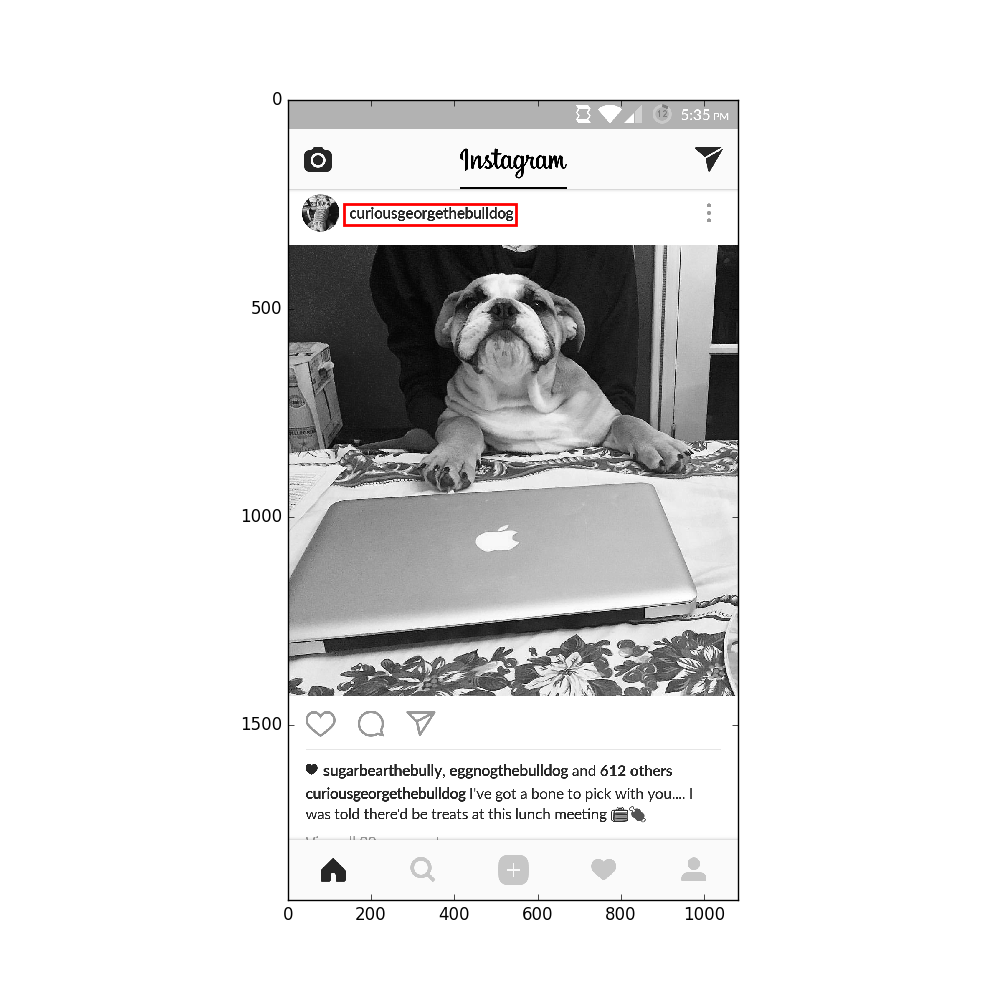 0
12 5:35 PM
Instagram
curiousgeorgethebulldog
500
1000
1500
sugarbearthebully, eggnogthebulldog and 612 others
curiousgeorgethebulldog I've got a bone to pick with you.... I
was told there'd be treats at this lunch meeting
0 200 400 600 800 1000